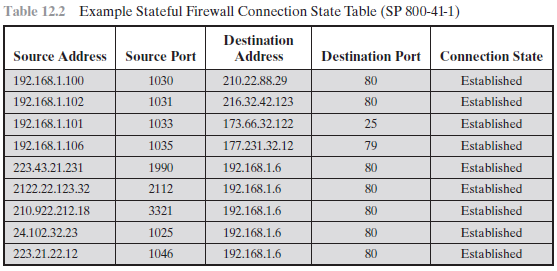 Table 12.2 Example Stateful Firewall Connection State Table (SP 800-41-1)
Source Address Source Port Destination Address Destination Port Connection State
192.168.1.100 1030 210.22.88.29 80 Established
192.168.1.102 1031 216.32.42.123 80 Established
192.168.1.101 1033 173.66.32.122 25 Established
192.168.1.106 1035 177.231.32.12 79 Established
223.43.21.231 1990 192.168.1.6 80 Established
2122.22.123.32 2112 192.168.1.6 80 Established
210.922.212.18 3321 192.168.1.6 80 Established
24.102.32.23 1025 192.168.1.6 80 Established
223.21.22.12 1046 192.168.1.6 80 Established